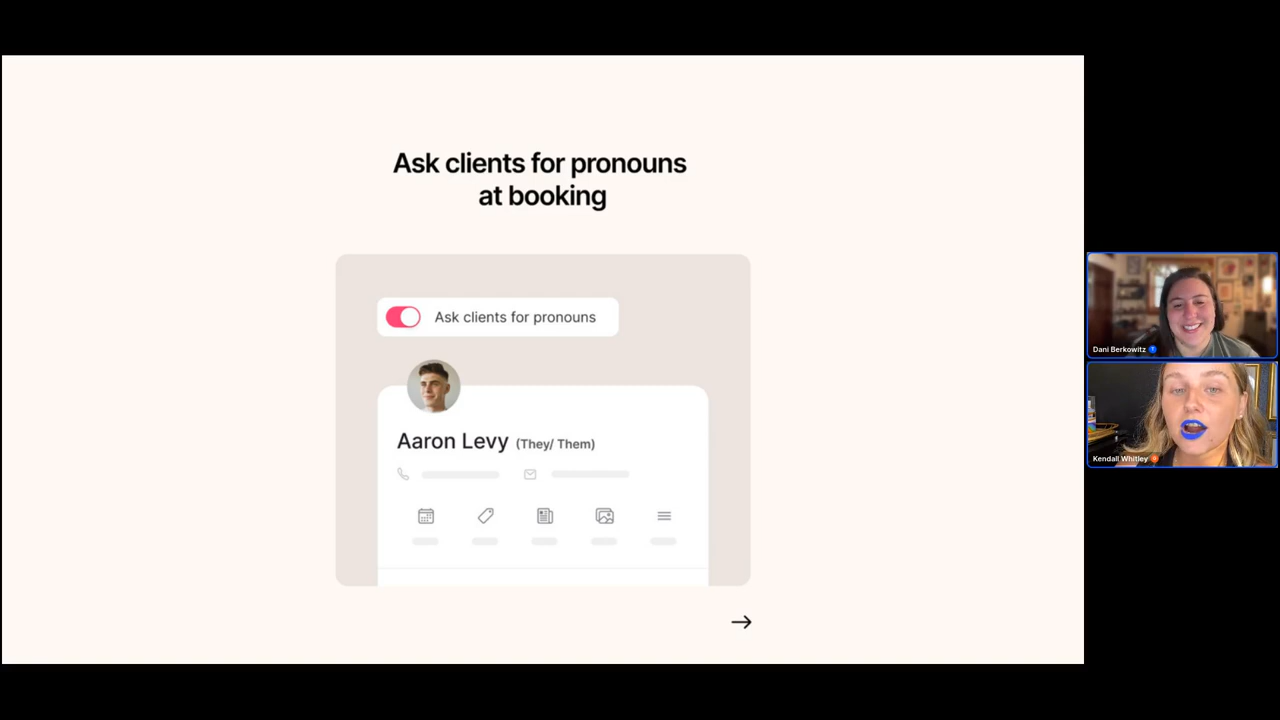 Ask clients for pronouns
at booking
Ask clients for pronouns
Aaron Levy (They/ Them)
Dani Berkowitz
Kendall Whitley